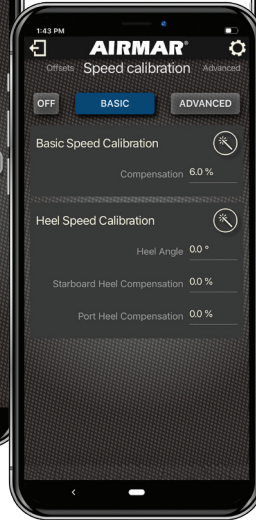 1:43 PM
AIRMAR®
Offsets Speed calibration Advanced
OFF BASIC ADVANCED
Basic Speed Calibration
Compensation 6.0 %
Heel Speed Calibration
Heel Angle 0.0 °
Starboard Heel Compensation 0.0 %
Port Heel Compensation 0.0 %